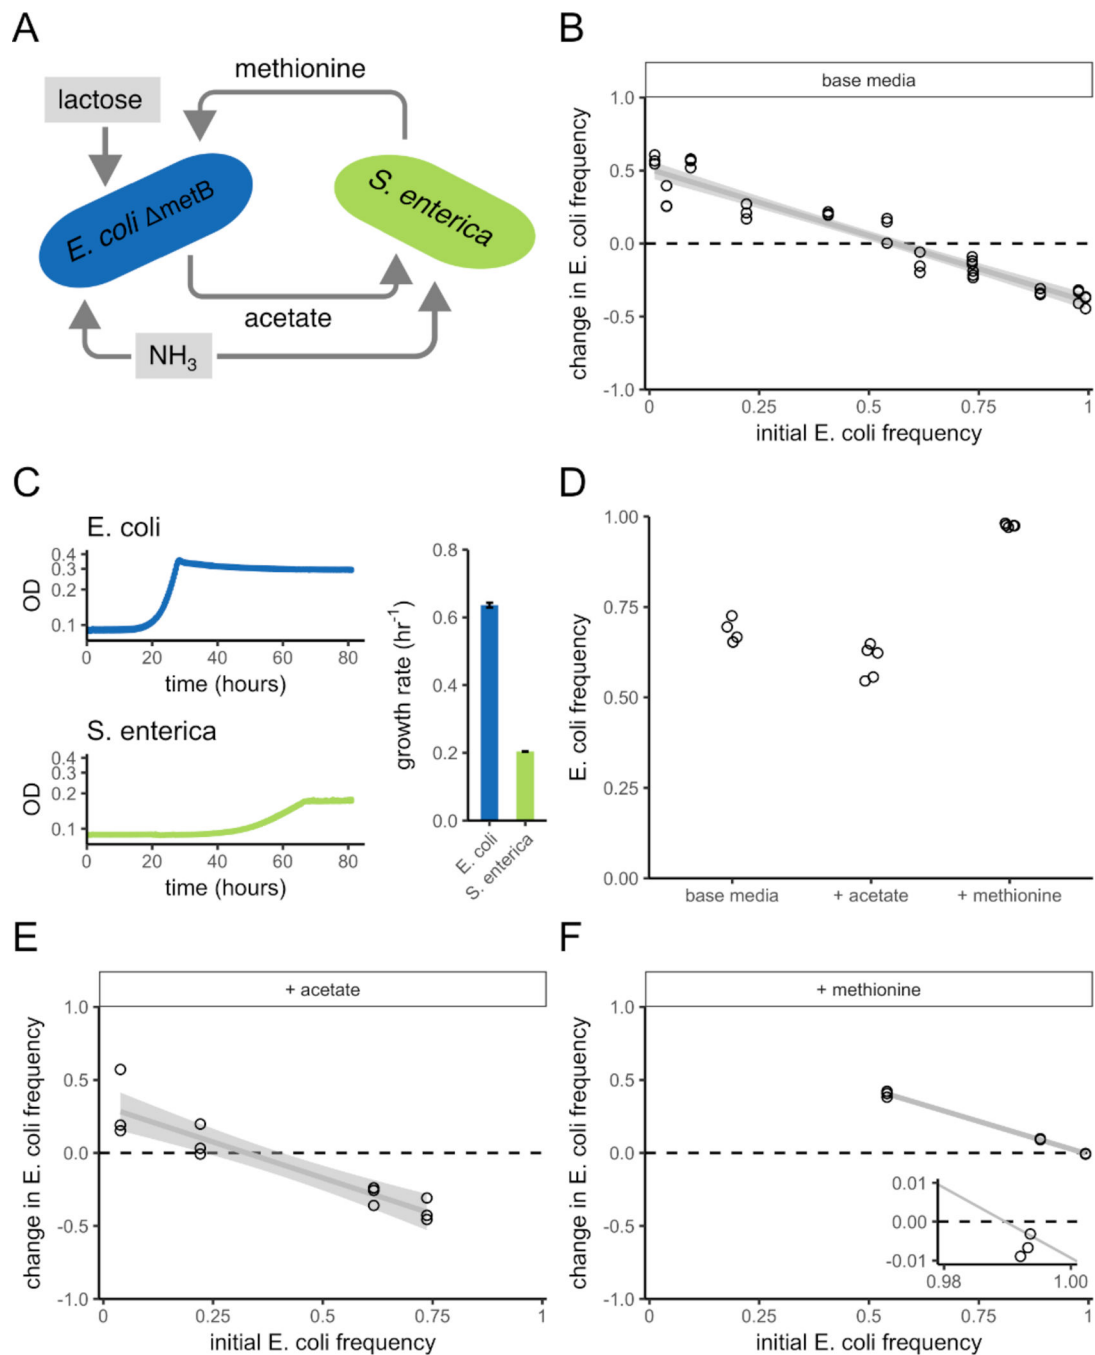 A
methionine
lactose
E. coli ΔmetB
S. enterica
acetate
NH3
B
base media
change in E. coli frequency
1.0
0.5
0.0
-0.5
-1.0
0 0.25 0.5 0.75 1
initial E. coli frequency
C
E. coli
OD
0.4
0.3
0.2
0.1
0 20 40 60 80
time (hours)
S. enterica
OD
0.4
0.3
0.2
0.1
0 20 40 60 80
time (hours)
growth rate (hr-1)
0.8
0.6
0.4
0.2
0.0
E. coli
S. enterica
D
E. coli frequency
1.00
0.75
0.50
0.25
0.00
base media + acetate + methionine
E
+ acetate
change in E. coli frequency
1.0
0.5
0.0
-0.5
-1.0
0 0.25 0.5 0.75 1
initial E. coli frequency
F
+ methionine
change in E. coli frequency
1.0
0.5
0.0
-0.5
-1.0
0.01
0.00
-0.01
0.98 1.00
0 0.25 0.5 0.75 1
initial E. coli frequency